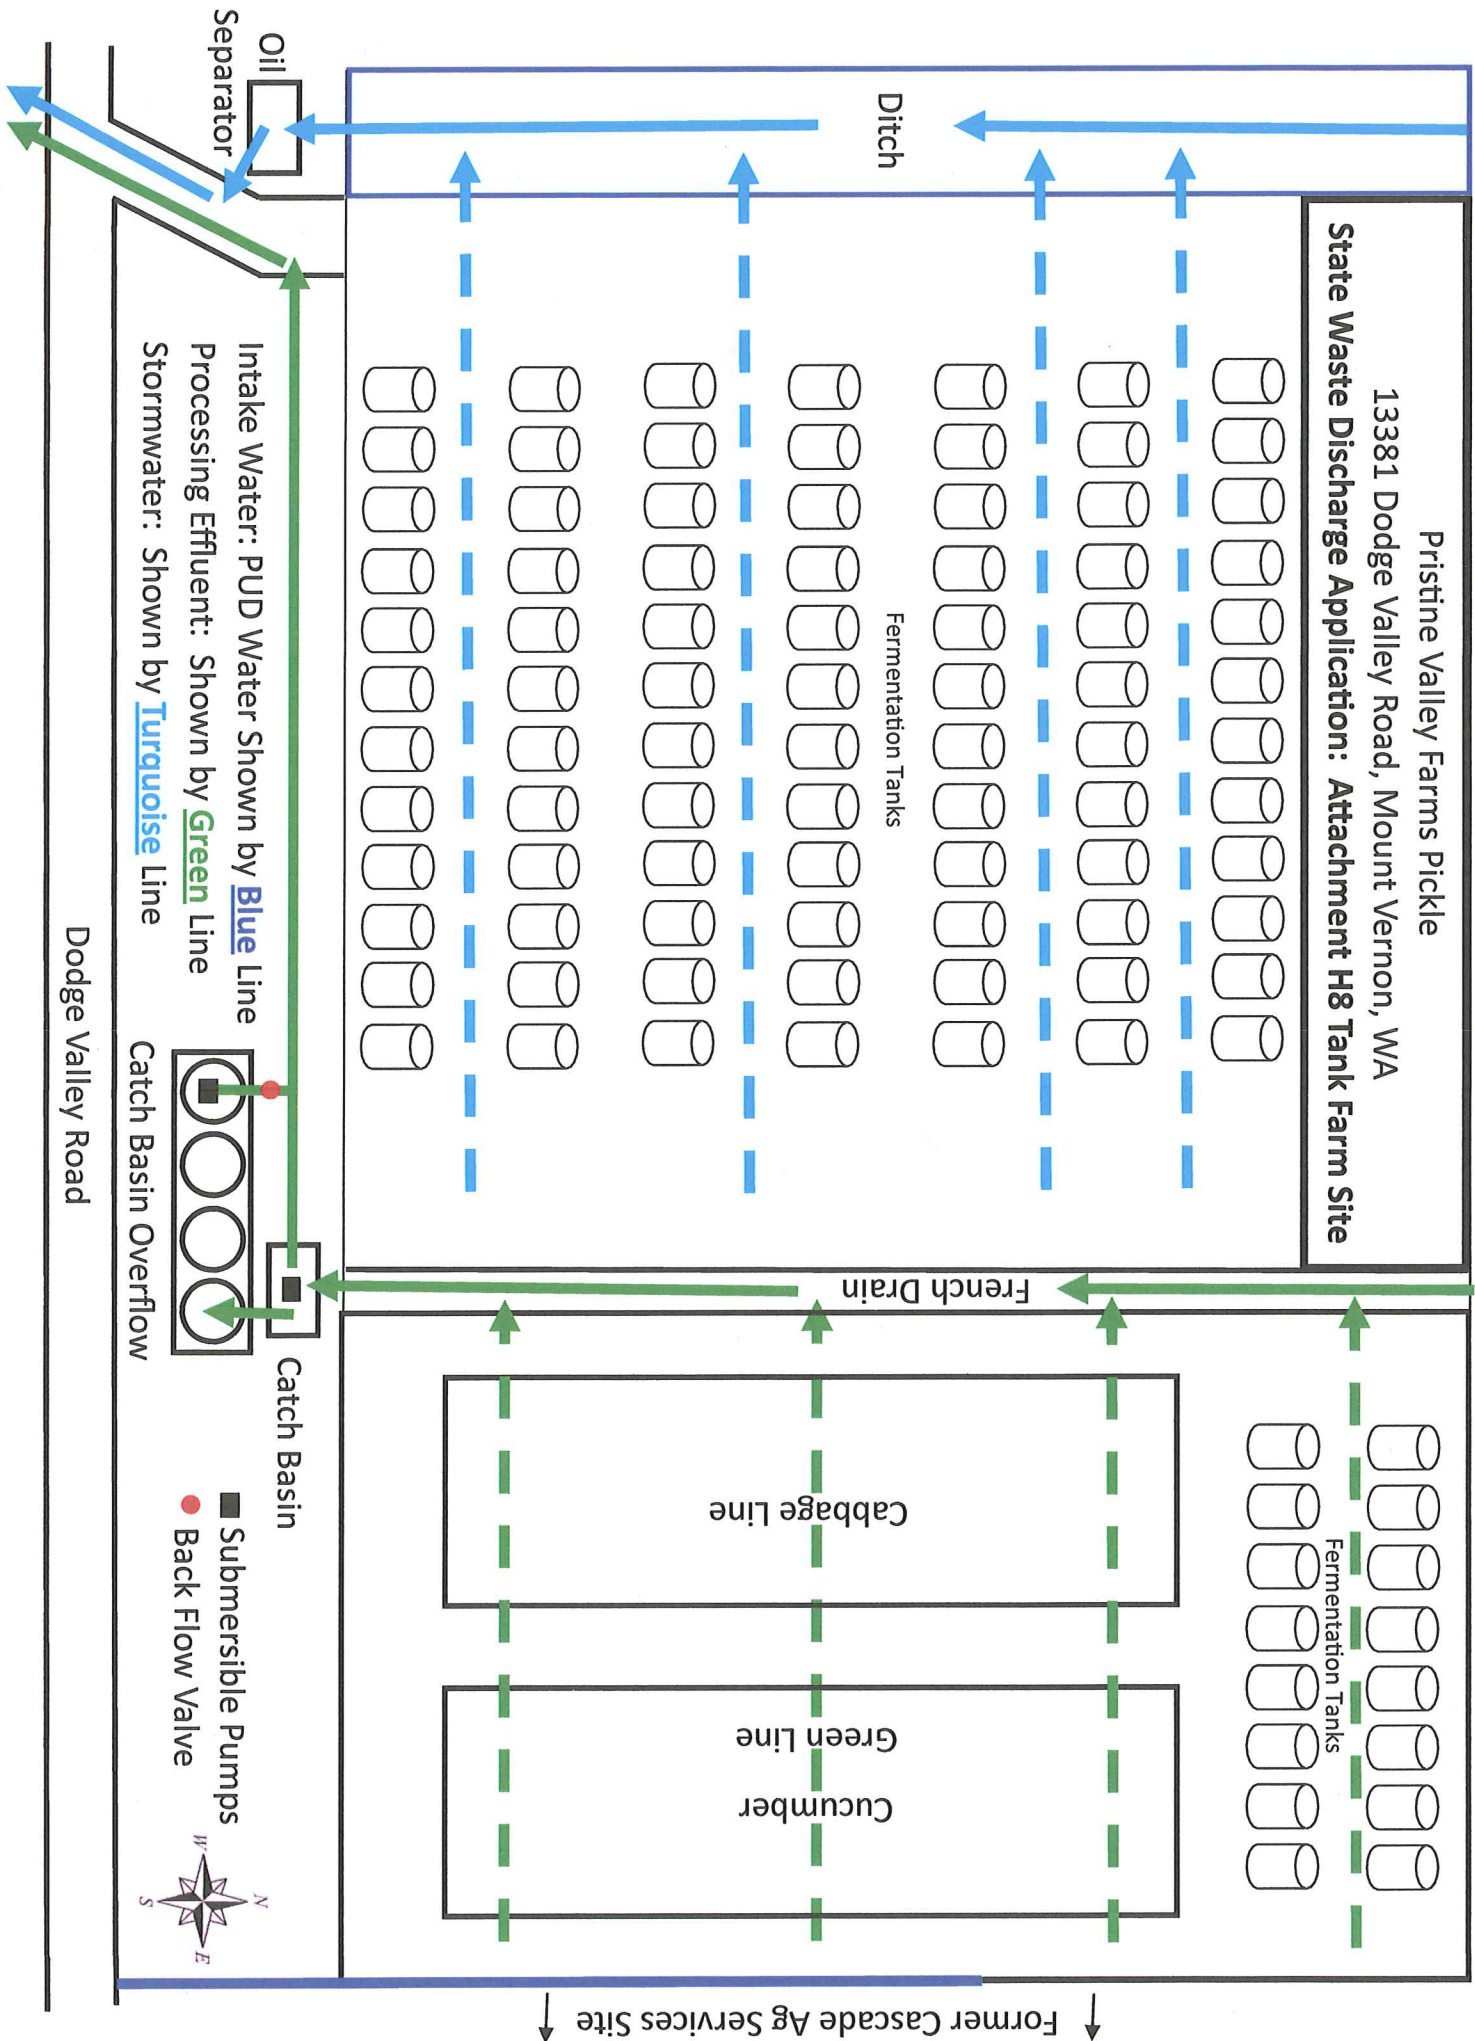 Pristine Valley Farms Pickle
13381 Dodge Valley Road, Mount Vernon, WA
State Waste Discharge Application: Attachment H8 Tank Farm Site
Ditch
Fermentation Tanks
French Drain
Fermentation Tanks
Cabbage Line
Green Line
Cucumber
Former Cascade Ag Services Site
Oil
Separator
Intake Water: PUD Water Shown by Blue Line
Processing Effluent: Shown by Green Line
Stormwater: Shown by Turquoise Line
Catch Basin Overflow
Catch Basin
Submersible Pumps
Back Flow Valve
N
W
E
S
Dodge Valley Road